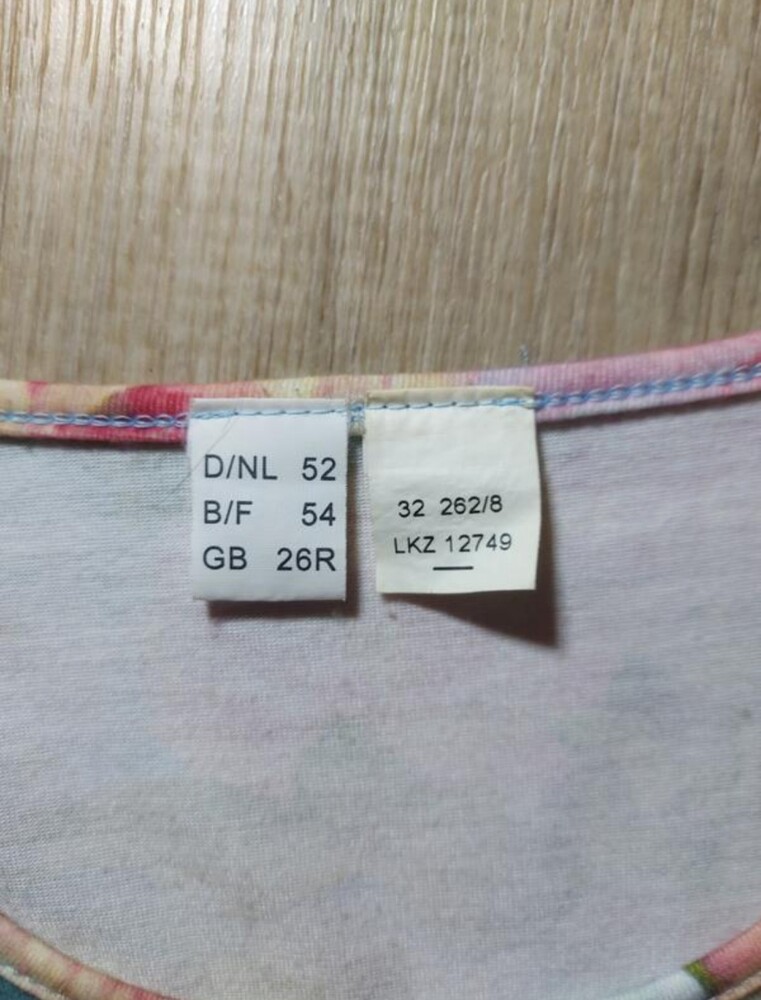 D/NL 52
B/F 54
GB 26R
32 262/8
LKZ 12749